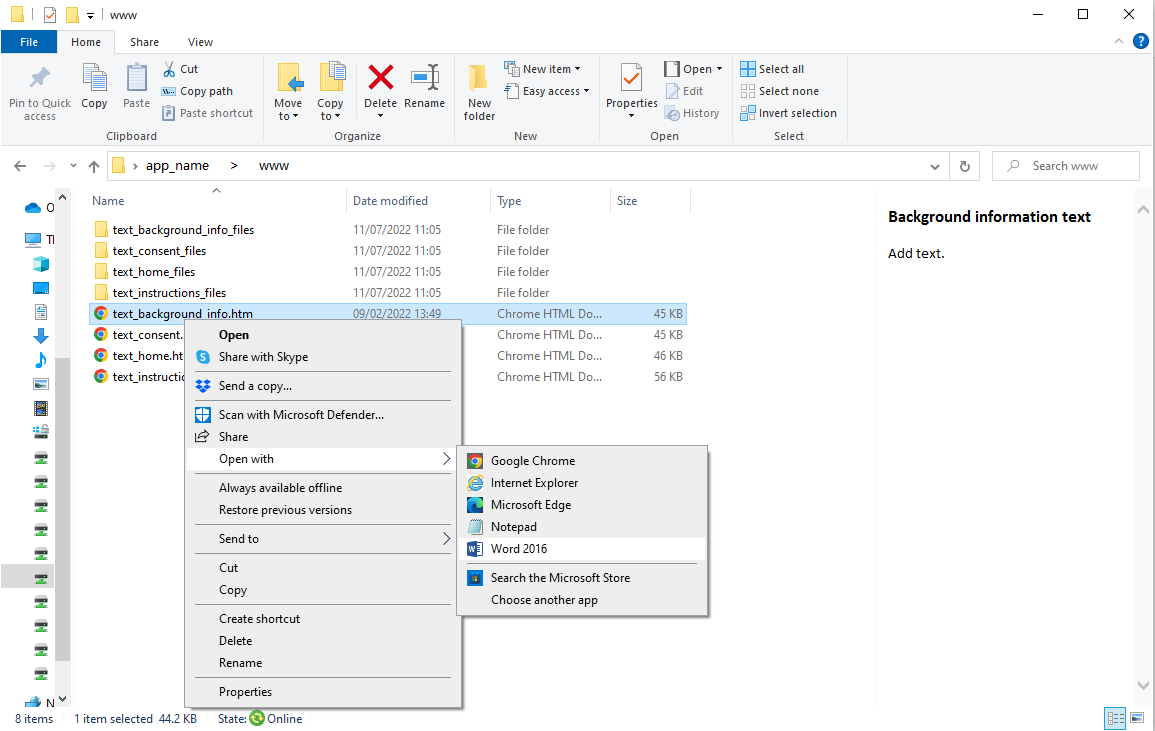 www
File Home Share View
Pin to Quick access
Copy
Paste
Cut
Copy path
Paste shortcut
Clipboard
Move to
Copy to
Delete
Rename
Organize
New folder
New item
Easy access
New
Properties
Open
Edit
History
Open
Select all
Select none
Invert selection
Select
app_name > www
Search www
Name Date modified Type Size
text_background_info_files 11/07/2022 11:05 File folder
text_consent_files 11/07/2022 11:05 File folder
text_home_files 11/07/2022 11:05 File folder
text_instructions_files 11/07/2022 11:05 File folder
text_background_info.htm 09/02/2022 13:49 Chrome HTML Do... 45 KB
text_consent. Chrome HTML Do... 45 KB
text_home.ht Chrome HTML Do... 46 KB
text_instructio Chrome HTML Do... 56 KB
Open
Share with Skype
Send a copy...
Scan with Microsoft Defender...
Share
Open with
Always available offline
Restore previous versions
Send to
Cut
Copy
Create shortcut
Delete
Rename
Properties
Google Chrome
Internet Explorer
Microsoft Edge
Notepad
Word 2016
Search the Microsoft Store
Choose another app
Background information text
Add text.
O
Tl
N
8 items 1 item selected 44.2 KB State: Online